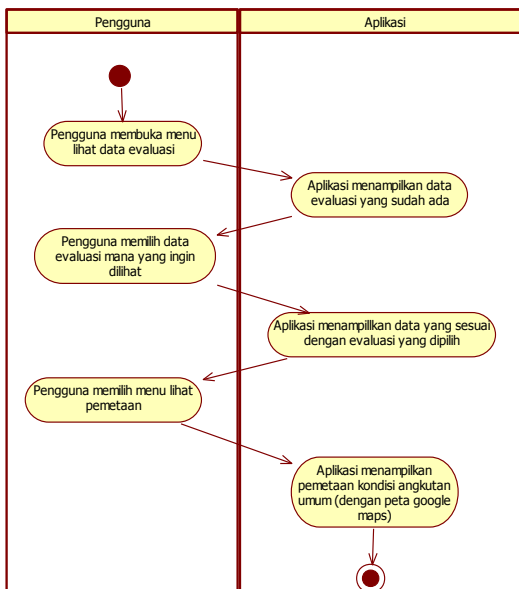 Pengguna
Aplikasi
Pengguna membuka menu
lihat data evaluasi
Aplikasi menampilkan data
evaluasi yang sudah ada
Pengguna memilih data
evaluasi mana yang ingin
dilihat
Aplikasi menampillkan data yang sesuai
dengan evaluasi yang dipilih
Pengguna memilih menu lihat
pemetaan
Aplikasi menampilkan
pemetaan kondisi angkutan
umum (dengan peta google
maps)